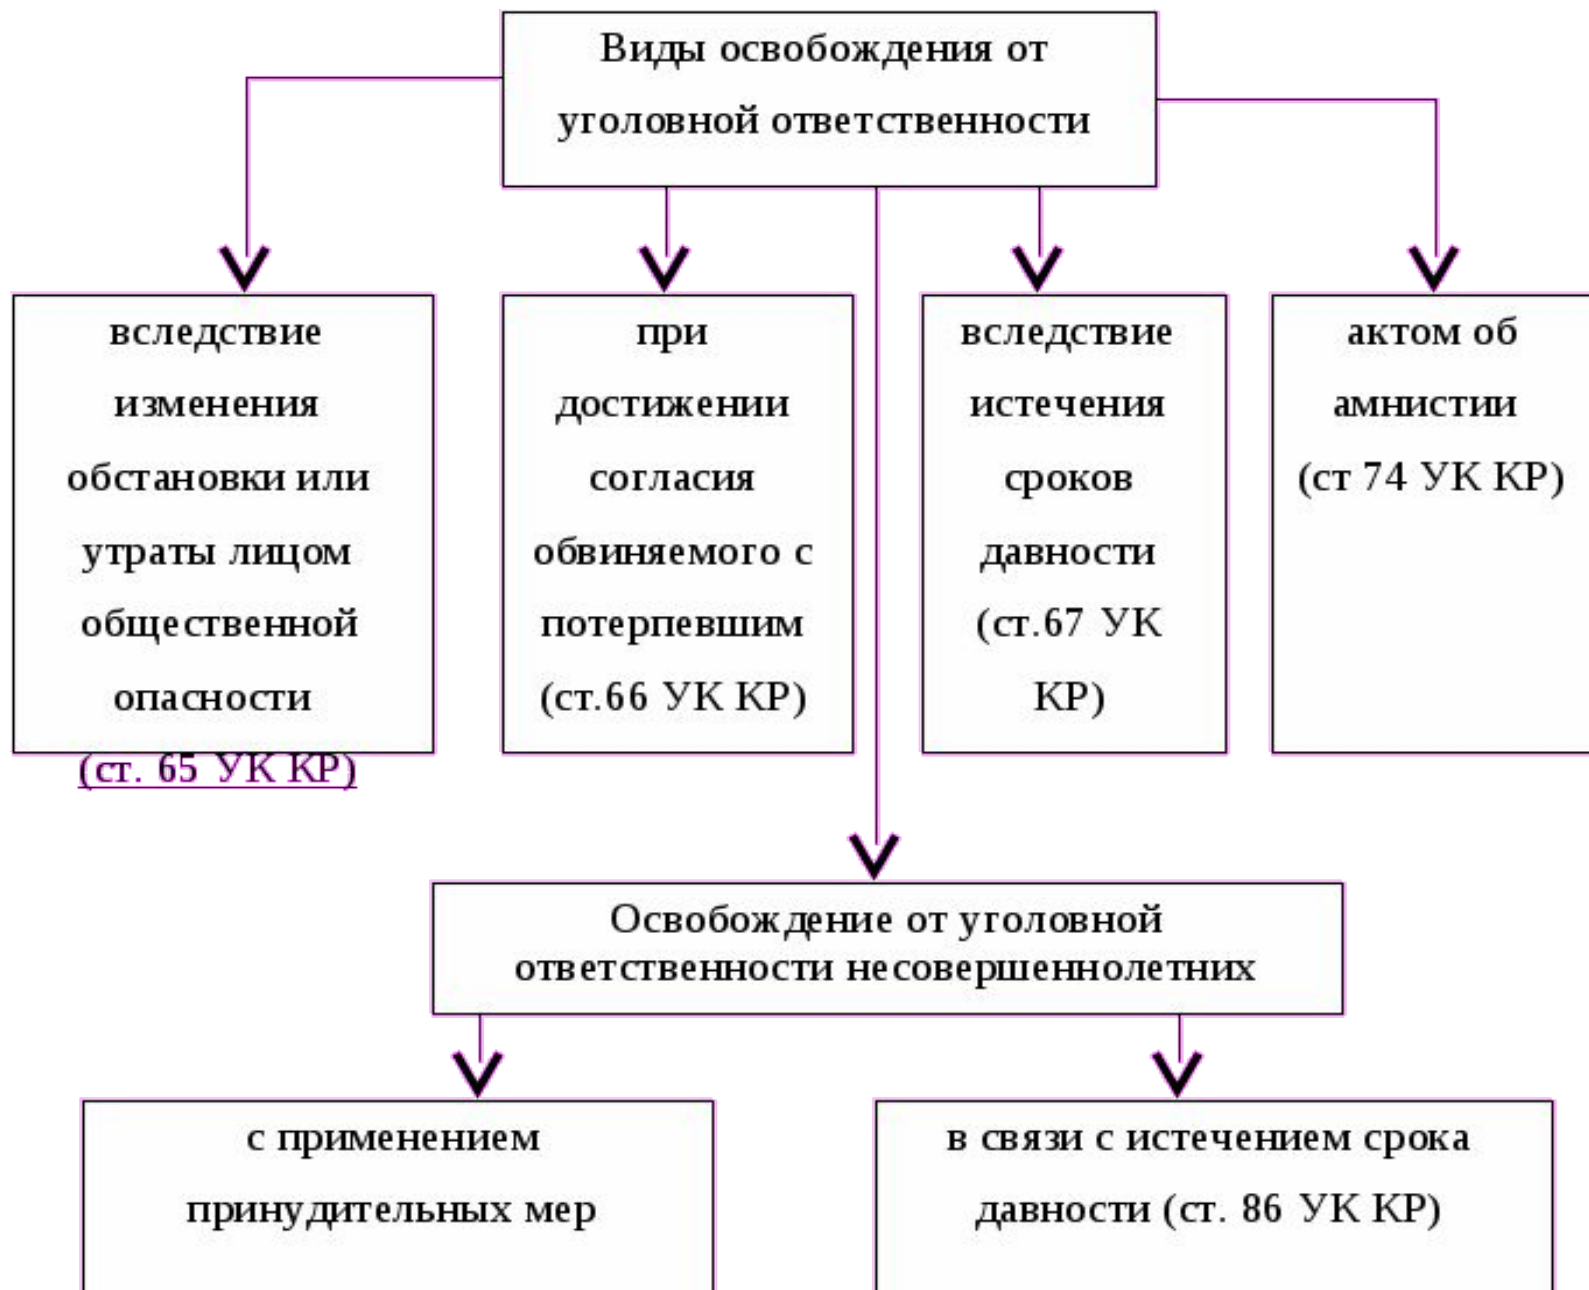 Виды освобождения от
уголовной ответственности
вследствие
изменения
обстановки или
утраты лицом
общественной
опасности
(ст. 65 УК КР)
при
достижении
согласия
обвиняемого с
потерпевшим
(ст.66 УК КР)
вследствие
истечения
сроков
давности
(ст.67 УК
КР)
актом об
амнистии
(ст 74 УК КР)
Освобождение от уголовной
ответственности несовершеннолетних
с применением
принудительных мер
в связи с истечением срока
давности (ст. 86 УК КР)